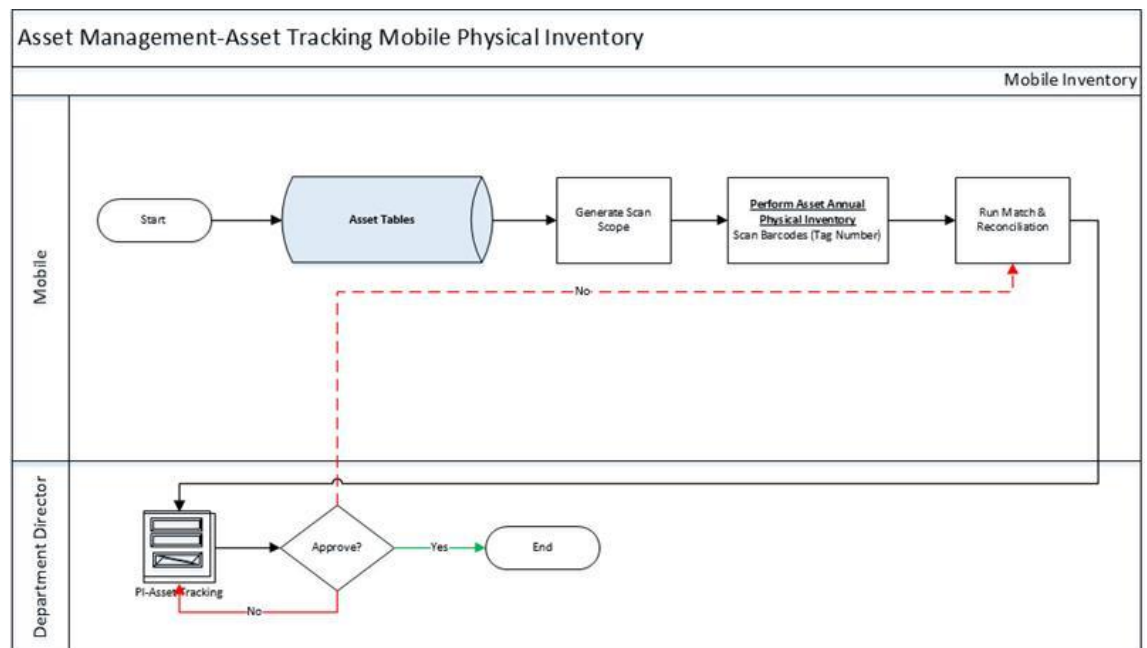 Asset Management-Asset Tracking Mobile Physical Inventory
Mobile Inventory
Mobile
Start
Asset Tables
Generate Scan
Scope
Perform Asset Annual
Physical Inventory
Scan Barcodes (Tag Number)
Run Match &
Reconciliation
No
Department Director
PI-Asset Tracking
Approve?
Yes
End
No